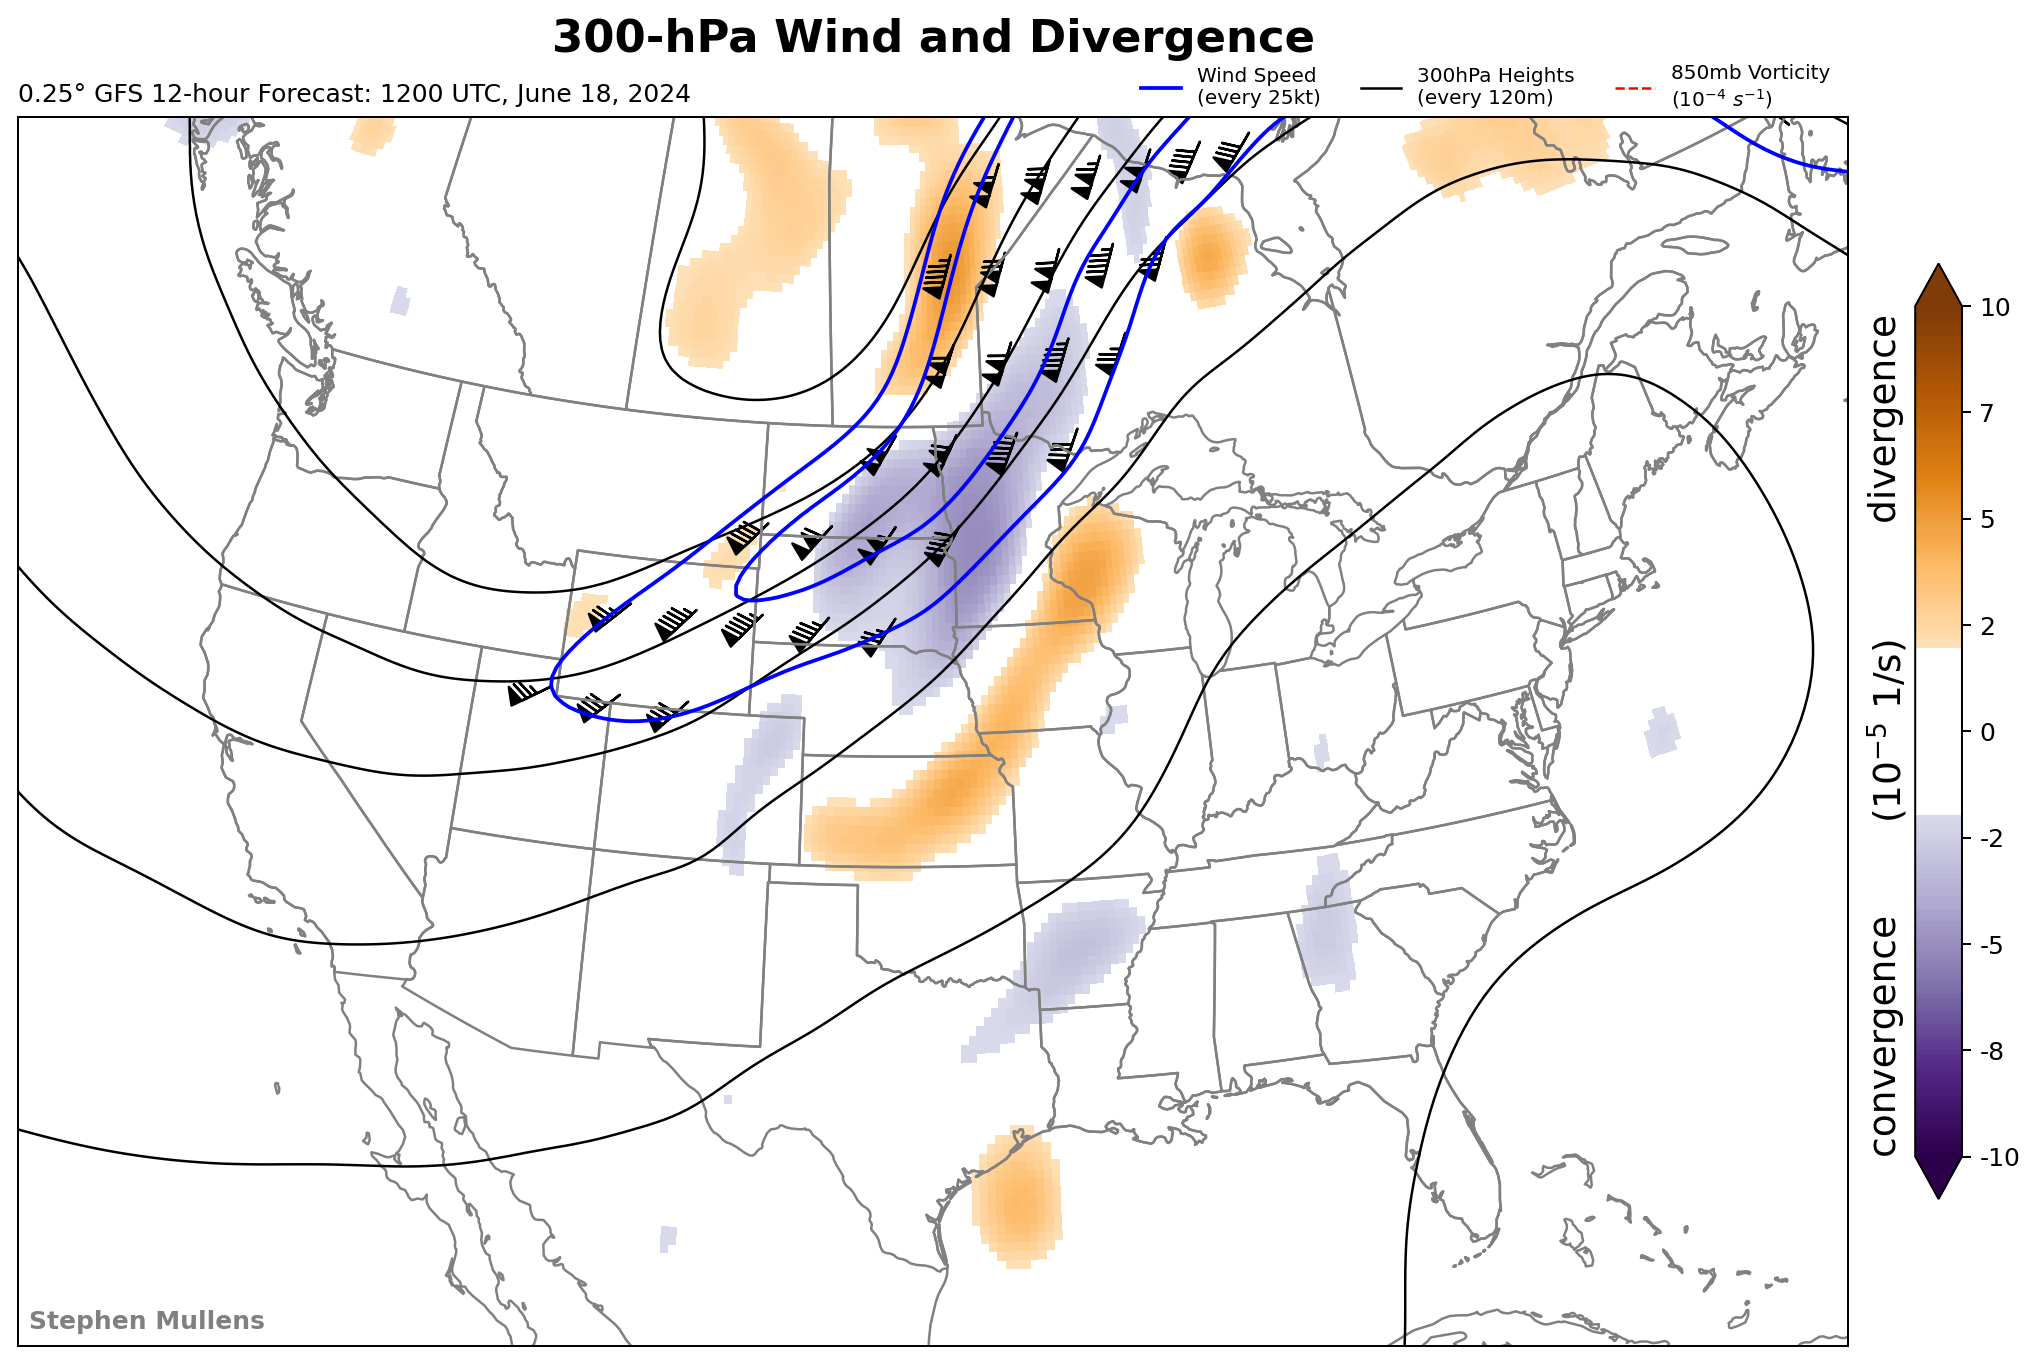 300-hPa Wind and Divergence
0.25° GFS 12-hour Forecast: 1200 UTC, June 18, 2024
Wind Speed
(every 25kt)
300hPa Heights
(every 120m)
850mb Vorticity
(10⁻⁴ s⁻¹)
10
7
5
2
0
-2
-5
-8
-10
convergence (10⁻⁵ 1/s) divergence
Stephen Mullens